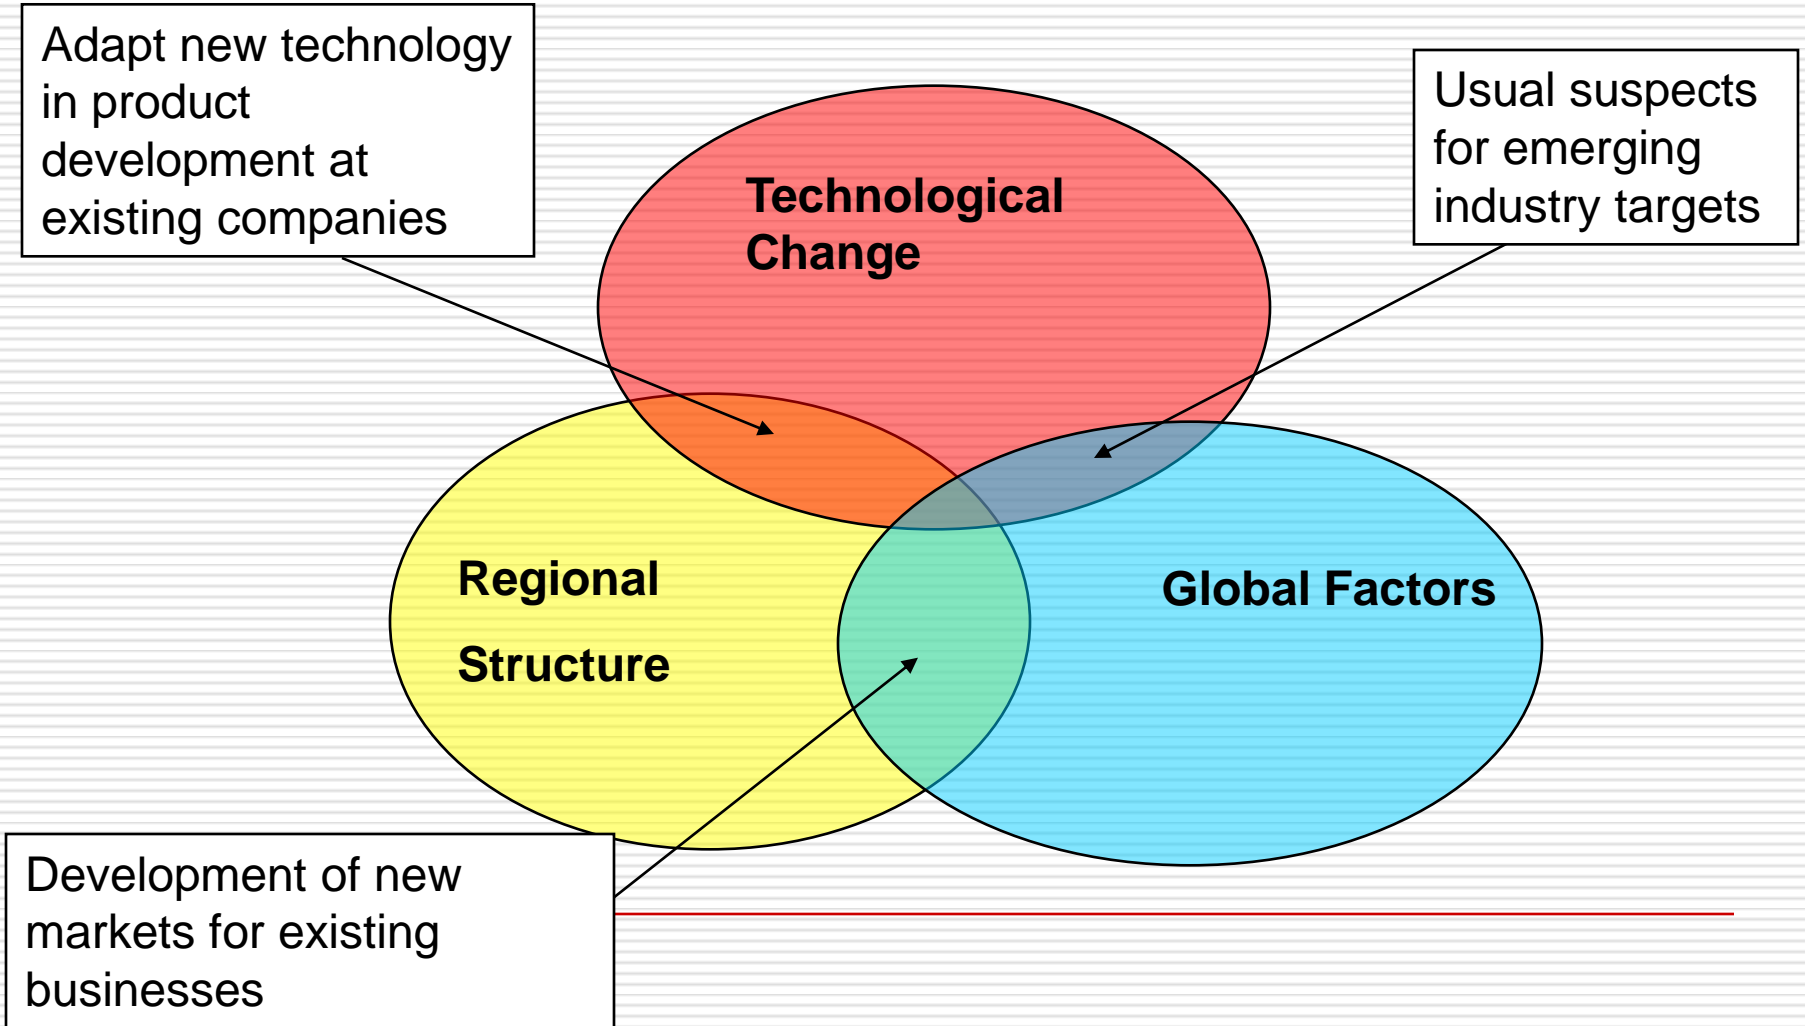 Adapt new technology
in product
development at
existing companies
Usual suspects
for emerging
industry targets
Technological
Change
Regional
Structure
Global Factors
Development of new
markets for existing
businesses